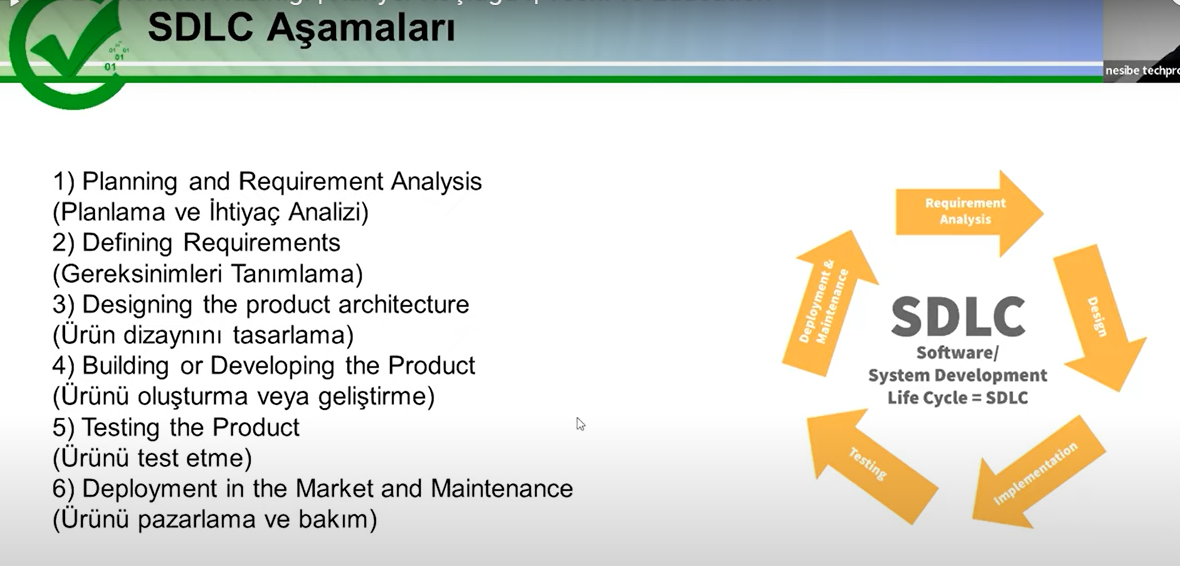 SDLC Aşamaları
01
01
01
nesibe techpro
1) Planning and Requirement Analysis
(Planlama ve İhtiyaç Analizi)
2) Defining Requirements
(Gereksinimleri Tanımlama)
3) Designing the product architecture
(Ürün dizaynını tasarlama)
4) Building or Developing the Product
(Ürünü oluşturma veya geliştirme)
5) Testing the Product
(Ürünü test etme)
6) Deployment in the Market and Maintenance
(Ürünü pazarlama ve bakım)
Requirement
Analysis
Design
Implementation
Testing
Deployment &
Maintenance
SDLC
Software/
System Development
Life Cycle = SDLC